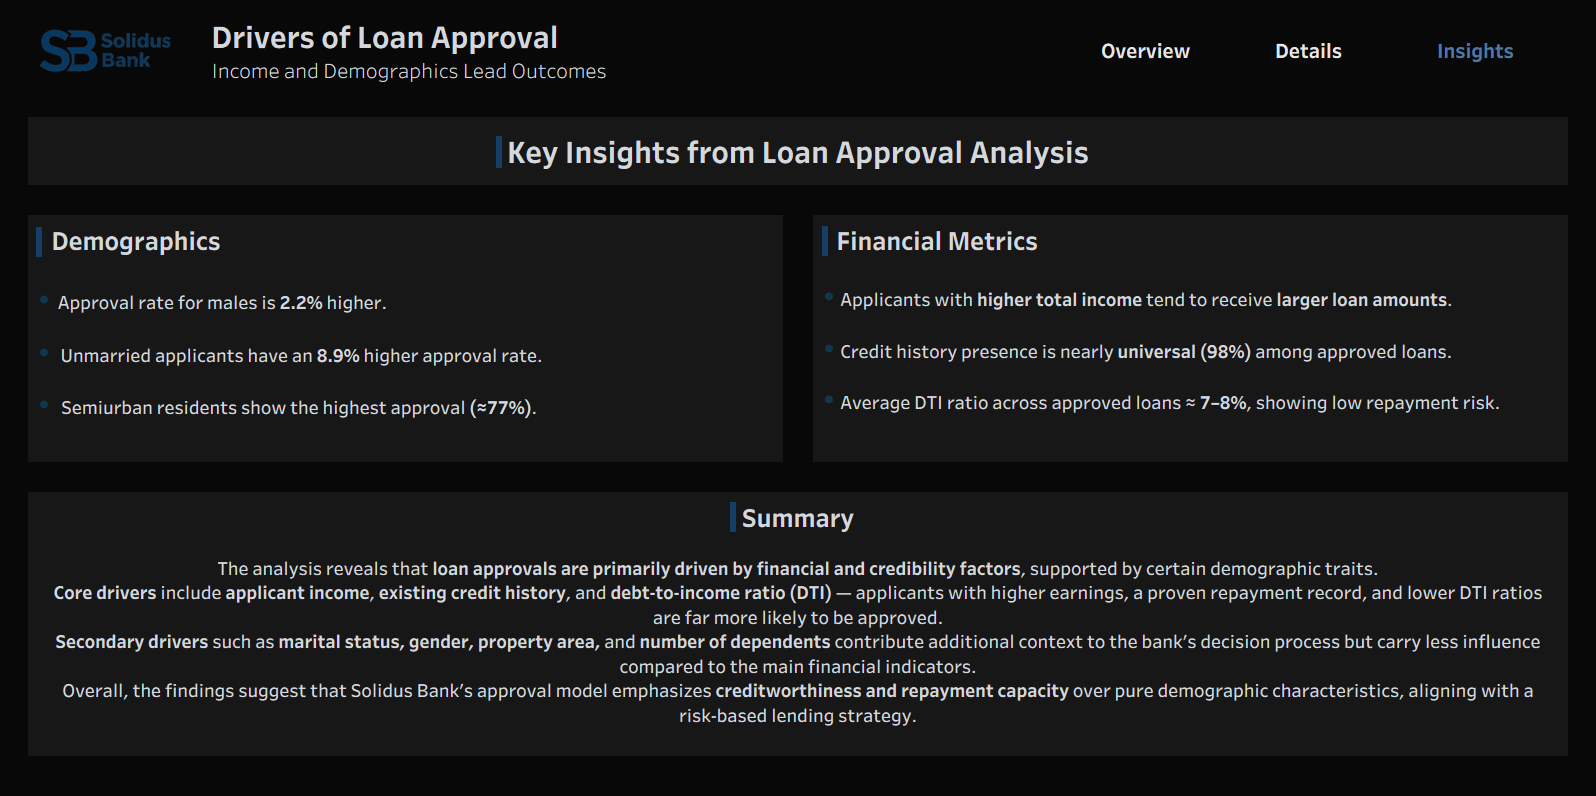 Solidus
Bank
Drivers of Loan Approval
Income and Demographics Lead Outcomes
Overview
Details
Insights
Key Insights from Loan Approval Analysis
Demographics
Approval rate for males is 2.2% higher.
Unmarried applicants have an 8.9% higher approval rate.
Semiurban residents show the highest approval (≈77%).
Financial Metrics
Applicants with higher total income tend to receive larger loan amounts.
Credit history presence is nearly universal (98%) among approved loans.
Average DTI ratio across approved loans ≈ 7–8%, showing low repayment risk.
Summary
The analysis reveals that loan approvals are primarily driven by financial and credibility factors, supported by certain demographic traits.
Core drivers include applicant income, existing credit history, and debt-to-income ratio (DTI) — applicants with higher earnings, a proven repayment record, and lower DTI ratios
are far more likely to be approved.
Secondary drivers such as marital status, gender, property area, and number of dependents contribute additional context to the bank’s decision process but carry less influence
compared to the main financial indicators.
Overall, the findings suggest that Solidus Bank’s approval model emphasizes creditworthiness and repayment capacity over pure demographic characteristics, aligning with a
risk-based lending strategy.